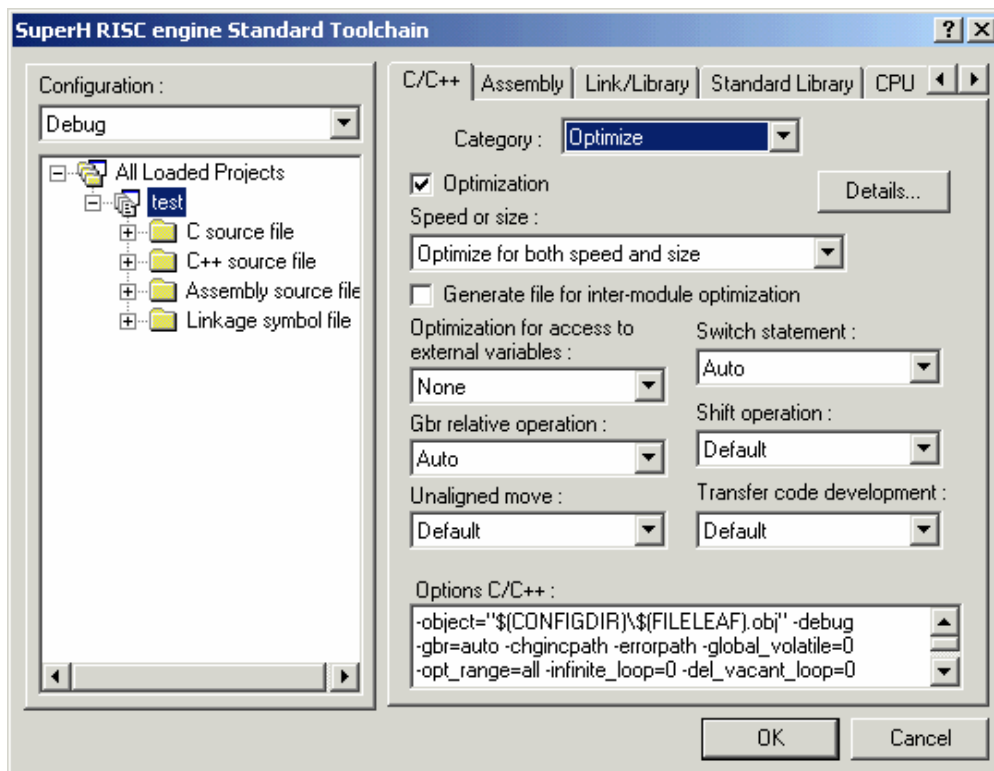 SuperH RISC engine Standard Toolchain
Configuration :
Debug
All Loaded Projects
test
C source file
C++ source file
Assembly source file
Linkage symbol file
C/C++ Assembly Link/Library Standard Library CPU
Category : Optimize
Optimization
Details...
Speed or size :
Optimize for both speed and size
Generate file for inter-module optimization
Optimization for access to
external variables :
None
Switch statement :
Auto
Gbr relative operation :
Auto
Shift operation :
Default
Unaligned move :
Default
Transfer code development :
Default
Options C/C++ :
-object="$(CONFIGDIR)\$(FILELEAF).obj" -debug
-gbr=auto -chgincpath -errorpath -global_volatile=0
-opt_range=all -infinite_loop=0 -del_vacant_loop=0
OK Cancel